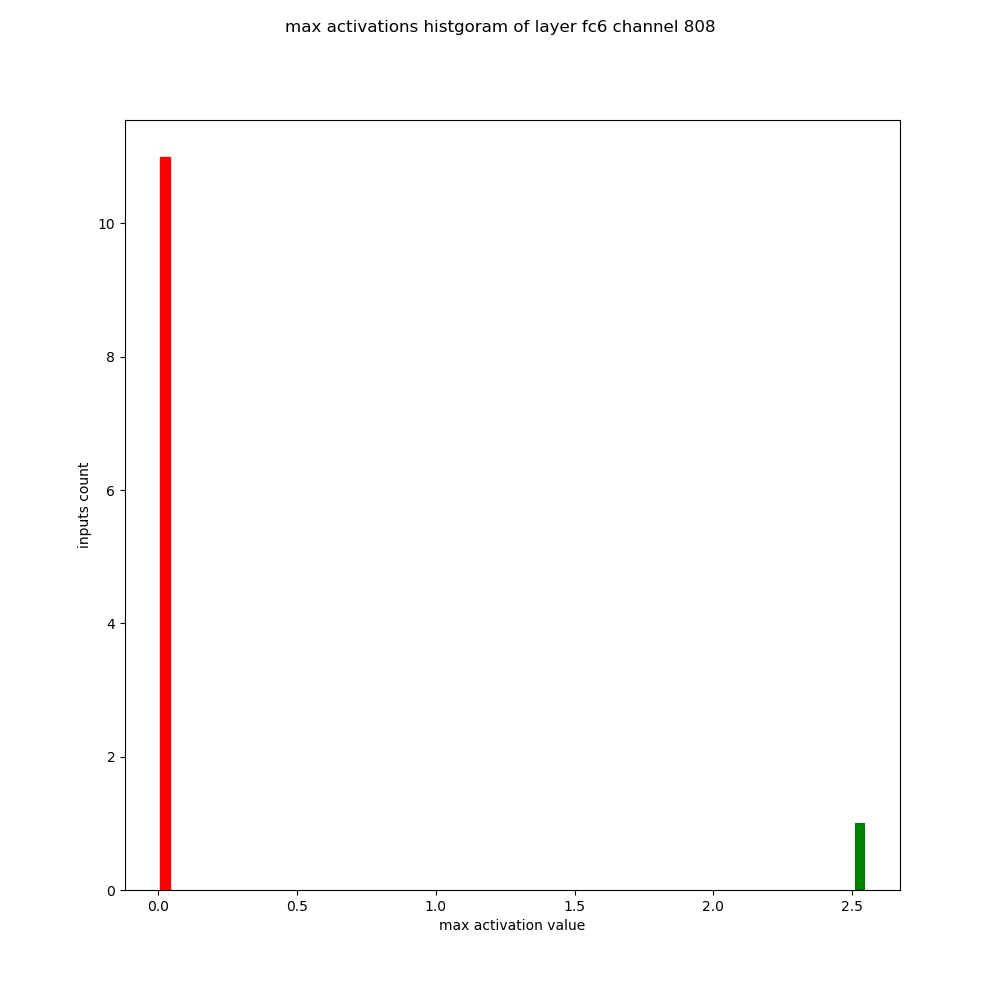 max activations histgoram of layer fc6 channel 808
10
8
6
4
2
0
inputs count
0.0 0.5 1.0 1.5 2.0 2.5
max activation value